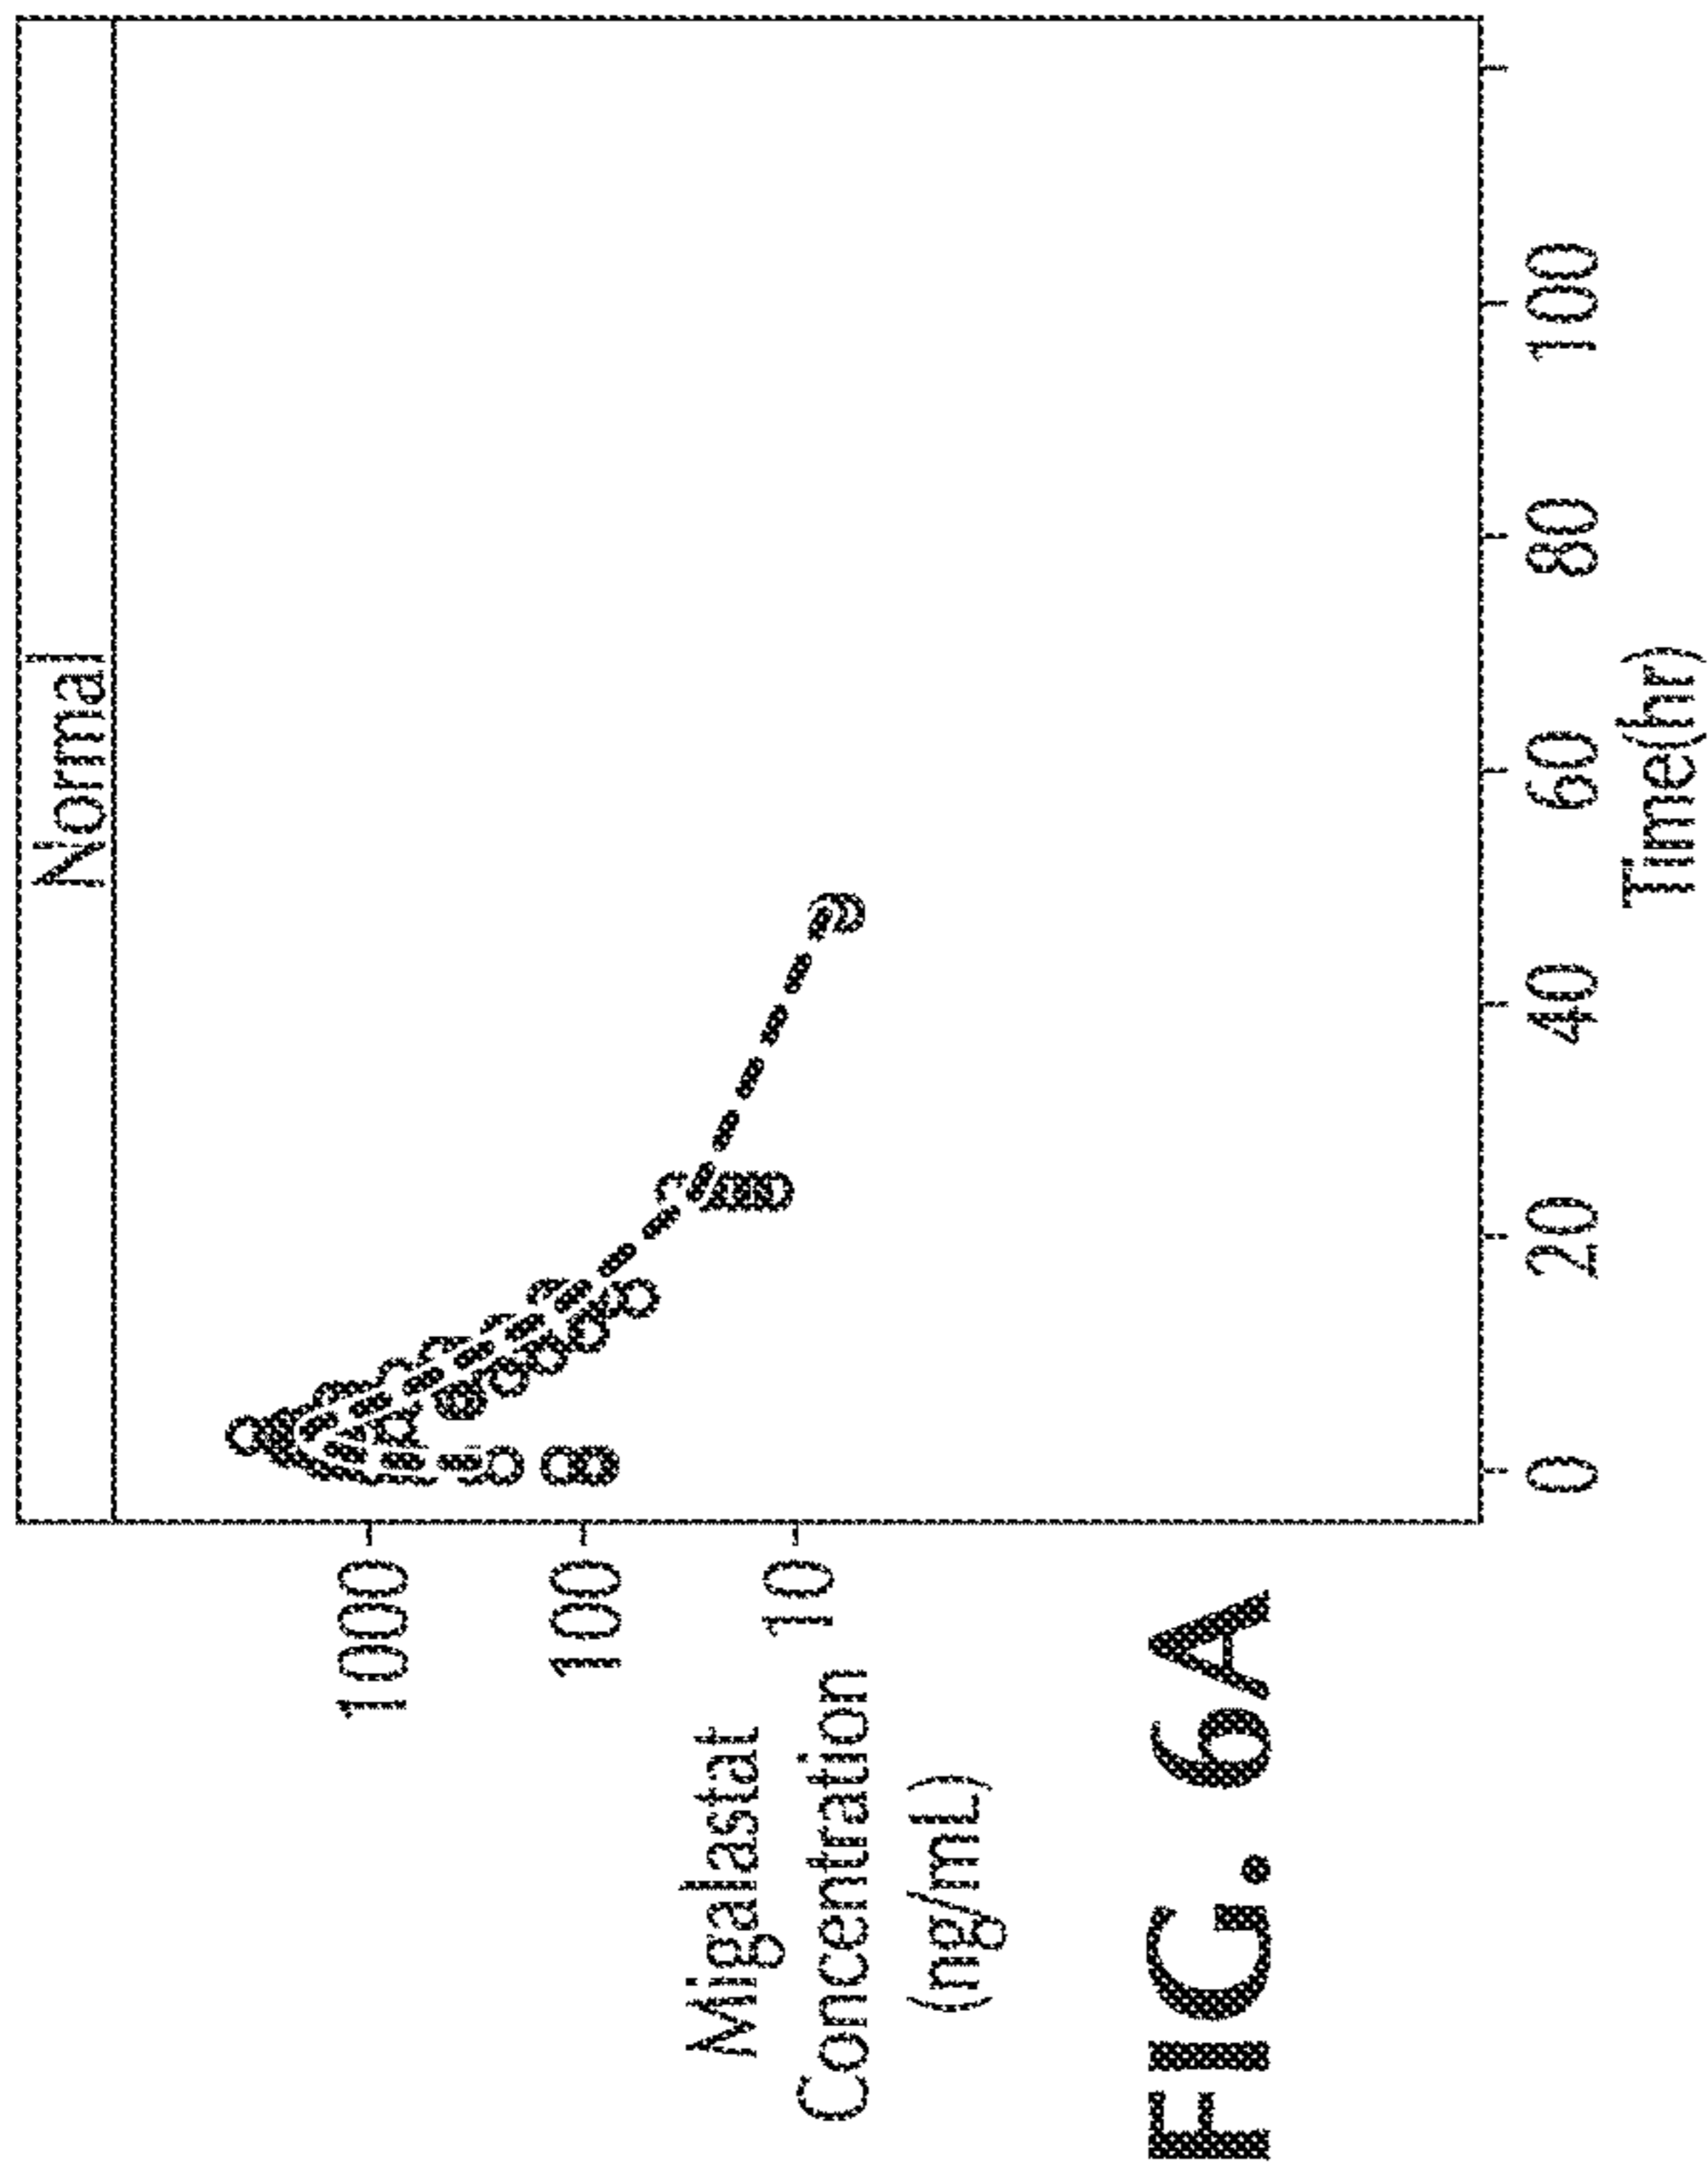 Normal
1000
100
10
Migalastat
Concentration
(ng/mL)
0 20 40 60 80 100
Time(hr)
FIG. 6A